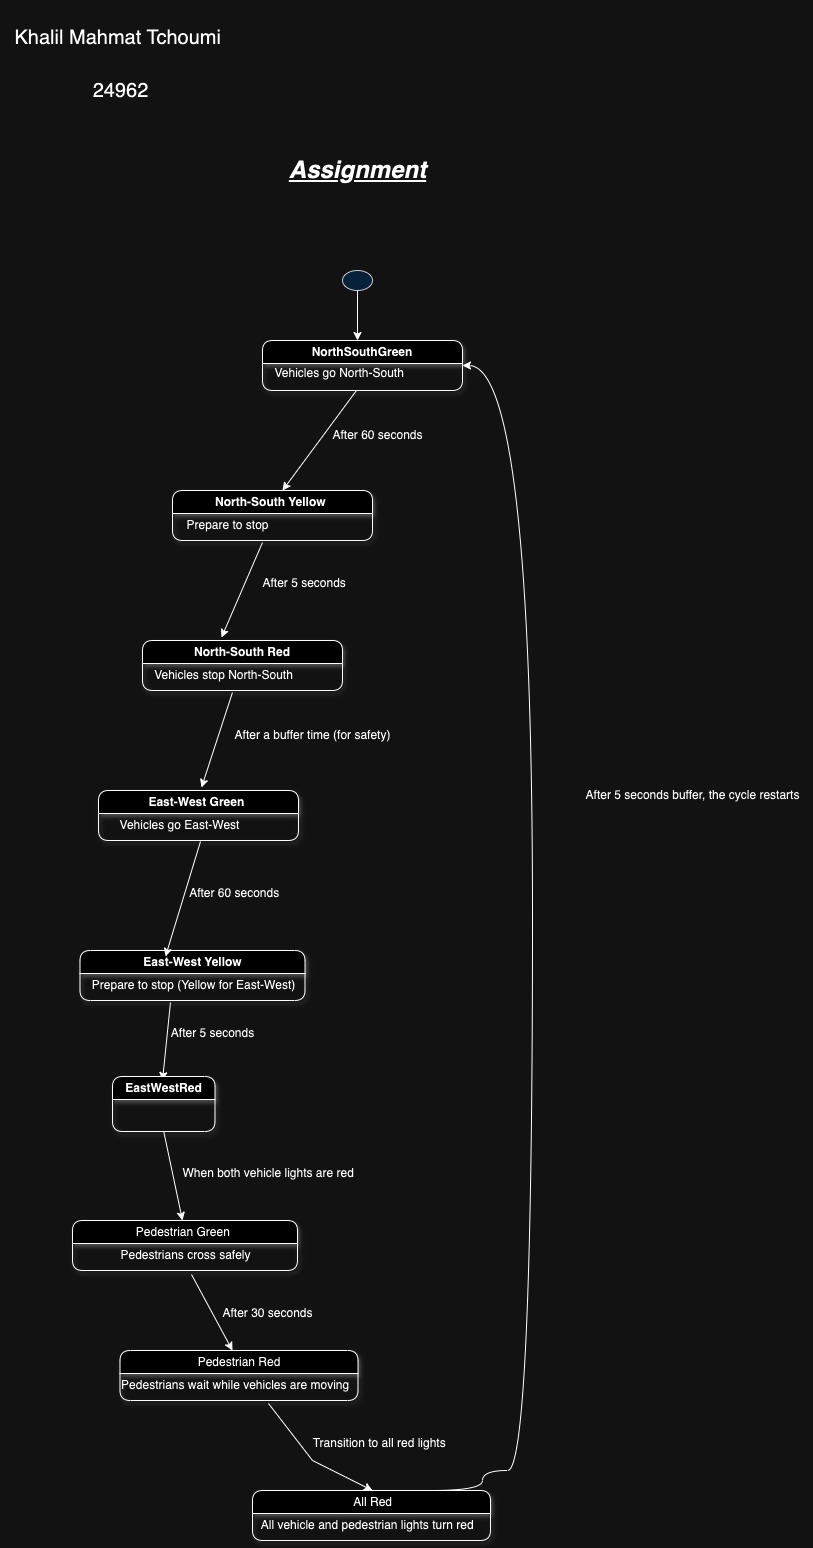 Khalil Mahmat Tchoumi
24962
Assignment
NorthSouthGreen
Vehicles go North-South
After 60 seconds
North-South Yellow
Prepare to stop
After 5 seconds
North-South Red
Vehicles stop North-South
After a buffer time (for safety)
East-West Green
Vehicles go East-West
After 5 seconds buffer, the cycle restarts
After 60 seconds
East-West Yellow
Prepare to stop (Yellow for East-West)
After 5 seconds
EastWestRed
When both vehicle lights are red
Pedestrian Green
Pedestrians cross safely
After 30 seconds
Pedestrian Red
Pedestrians wait while vehicles are moving
Transition to all red lights
All Red
All vehicle and pedestrian lights turn red